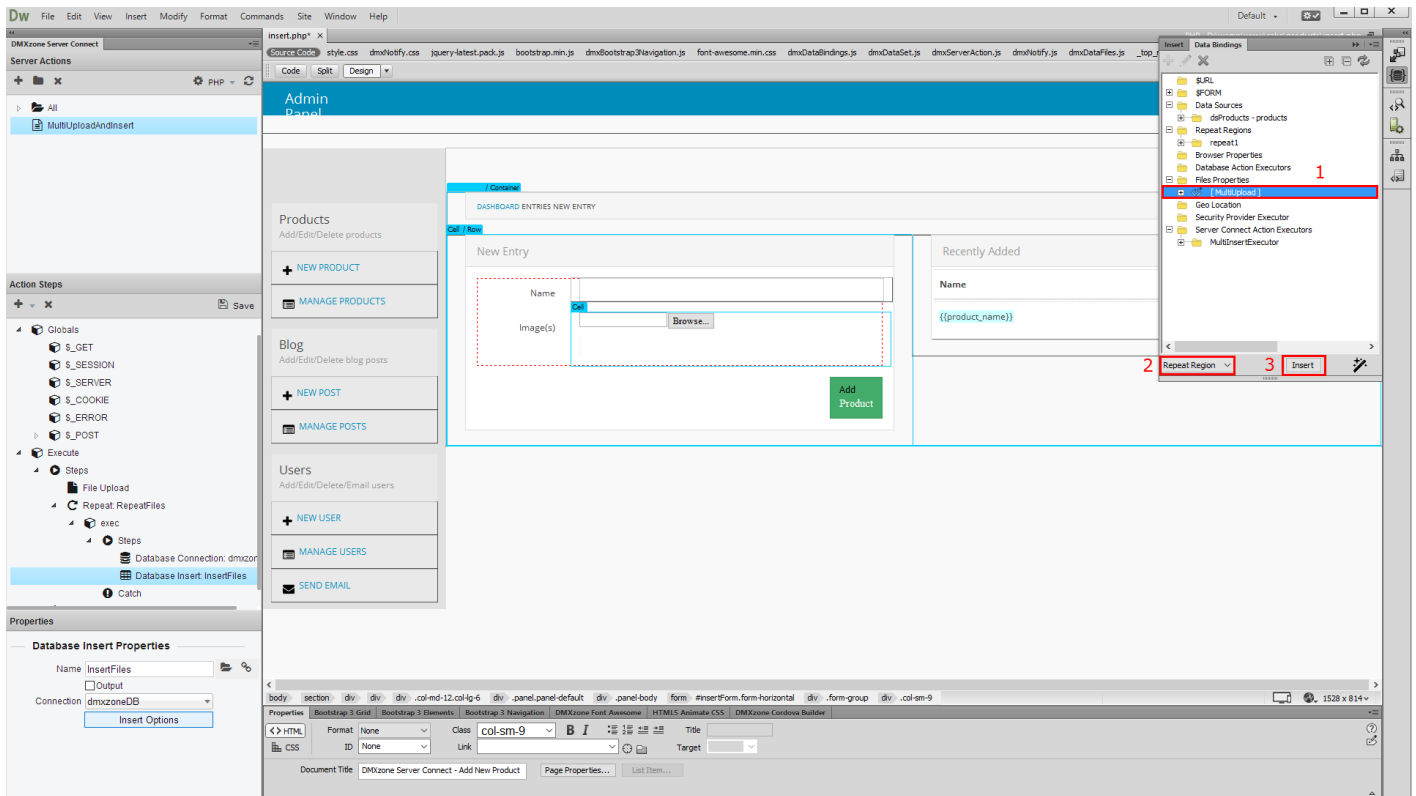 Dw File Edit View Insert Modify Format Commands Site Window Help
Default
insert.php* ×
Source Code style.css dmxNotify.css jquery-latest.pack.js bootstrap.min.js dmxBootstrap3Navigation.js font-awesome.min.css dmxDataBindings.js dmxDataSet.js dmxServerAction.js dmxNotify.js dmxDataFiles.js
Code Split Design
DMXzone Server Connect
Server Actions
PHP
All
MultiUploadAndInsert
Action Steps
Save
Globals
$_GET
$_SESSION
$_SERVER
$_COOKIE
$_ERROR
$_POST
Execute
Steps
File Upload
Repeat: RepeatFiles
exec
Steps
Database Connection: dmxzon
Database Insert: InsertFiles
Catch
Properties
Database Insert Properties
Name InsertFiles
Output
Connection dmxzoneDB
Insert Options
Admin
Panel
Products
Add/Edit/Delete products
NEW PRODUCT
MANAGE PRODUCTS
Blog
Add/Edit/Delete blog posts
NEW POST
MANAGE POSTS
Users
Add/Edit/Delete/Email users
NEW USER
MANAGE USERS
SEND EMAIL
/ Container
DASHBOARD ENTRIES NEW ENTRY
Cell / Row
New Entry
Name
Cell
Image(s)
Browse...
Add
Product
Recently Added
Name
{{product_name}}
Insert Data Bindings
$URL
$FORM
Data Sources
dsProducts - products
Repeat Regions
repeat1
Browser Properties
Database Action Executors
1
Files Properties
[ MultiUpload ]
Geo Location
Security Provider Executor
Server Connect Action Executors
MultiInsertExecutor
2 Repeat Region 3 Insert
body section div div div .col-md-12.col-lg-6 div .panel.panel-default div .panel-body form #insertForm.form-horizontal div .form-group div .col-sm-9
1528 x 814
Properties Bootstrap 3 Grid Bootstrap 3 Elements Bootstrap 3 Navigation DMXzone Font Awesome HTML5 Animate CSS DMXzone Cordova Builder
<> HTML Format None Class col-sm-9 B I Title
CSS ID None Link Target
Document Title DMXzone Server Connect - Add New Product Page Properties... List Item...